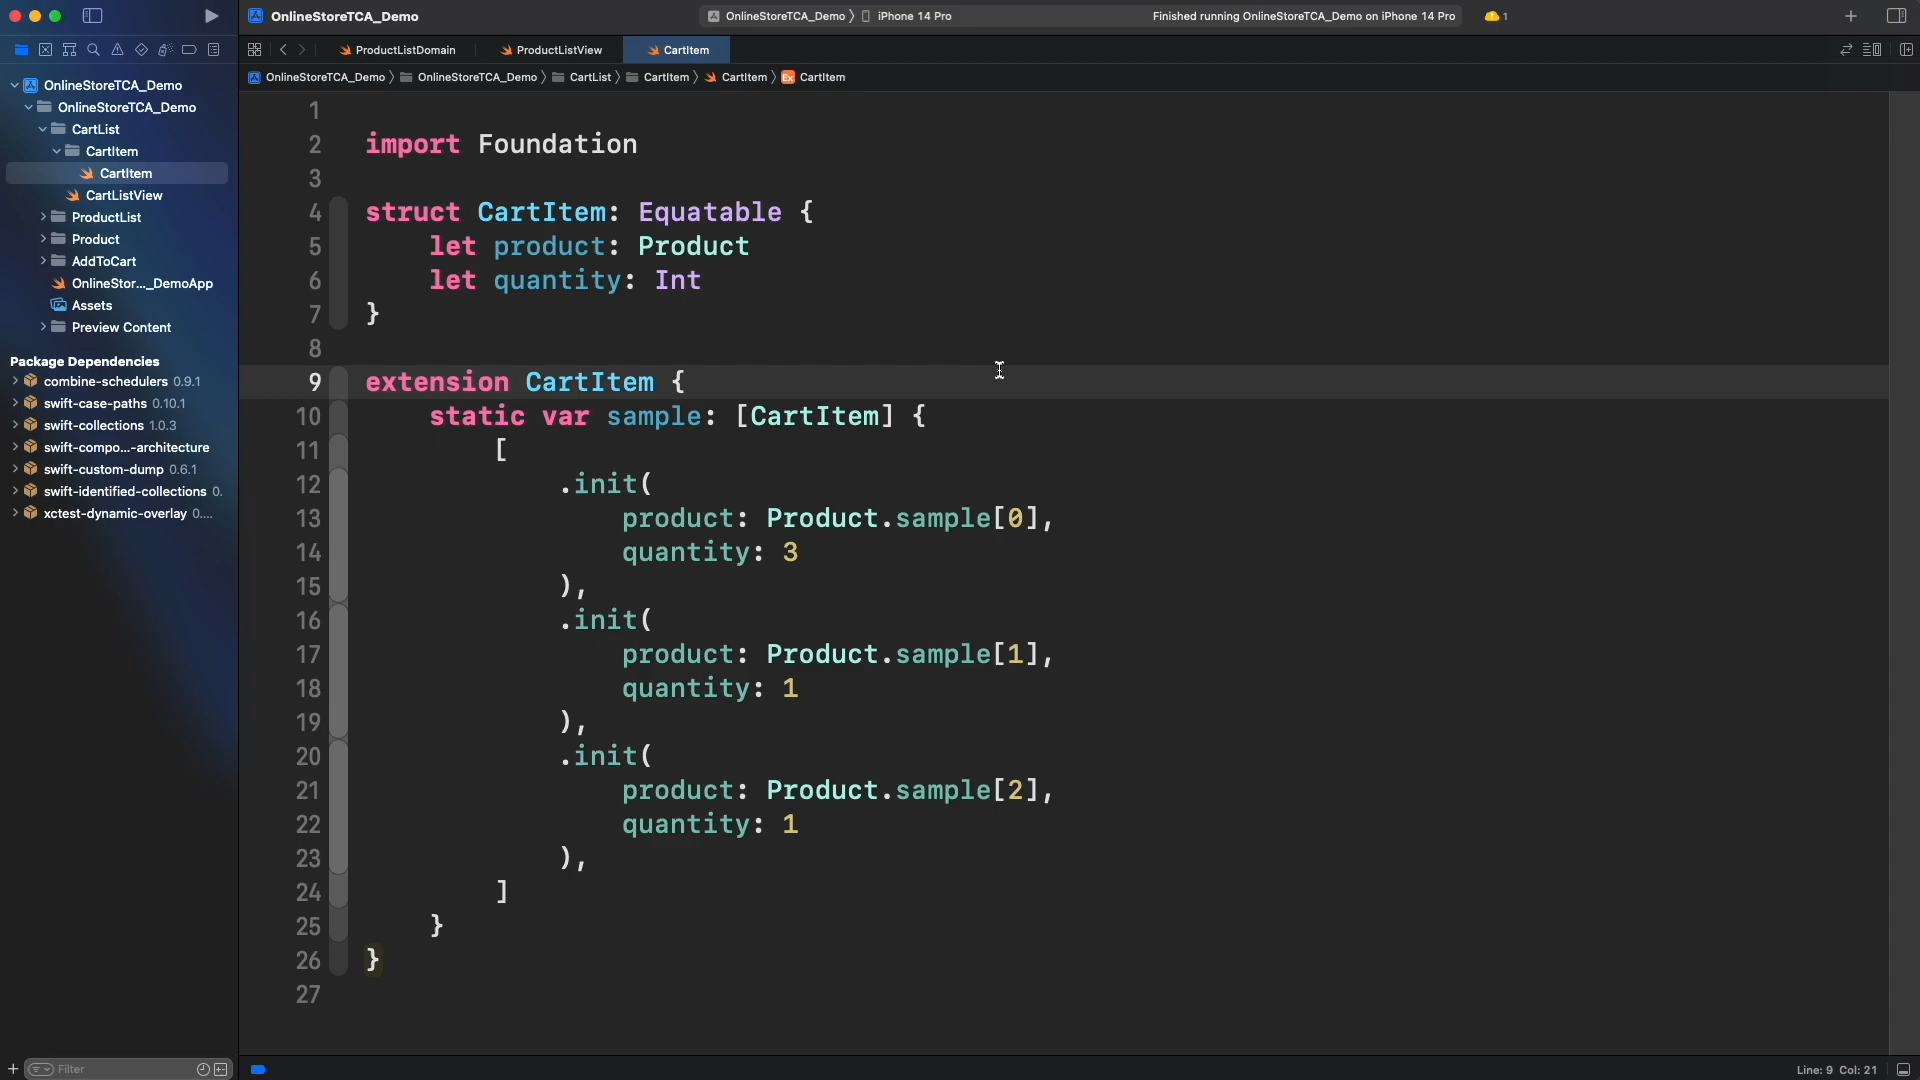 OnlineStoreTCA_Demo
OnlineStoreTCA_Demo
iPhone 14 Pro
Finished running OnlineStoreTCA_Demo on iPhone 14 Pro
1
ProductListDomain
ProductListView
CartItem
OnlineStoreTCA_Demo
OnlineStoreTCA_Demo
CartList
CartItem
CartItem
Ex CartItem
OnlineStoreTCA_Demo
OnlineStoreTCA_Demo
CartList
CartItem
CartItem
CartListView
ProductList
Product
AddToCart
OnlineStor..._DemoApp
Assets
Preview Content
Package Dependencies
combine-schedulers 0.9.1
swift-case-paths 0.10.1
swift-collections 1.0.3
swift-compo...-architecture
swift-custom-dump 0.6.1
swift-identified-collections 0.
xctest-dynamic-overlay 0....
Filter
1
2 import Foundation
3
4 struct CartItem: Equatable {
5 let product: Product
6 let quantity: Int
7 }
8
9 extension CartItem {
10 static var sample: [CartItem] {
11 [
12 .init(
13 product: Product.sample[0],
14 quantity: 3
15 ),
16 .init(
17 product: Product.sample[1],
18 quantity: 1
19 ),
20 .init(
21 product: Product.sample[2],
22 quantity: 1
23 ),
24 ]
25 }
26 }
27
Line: 9 Col: 21